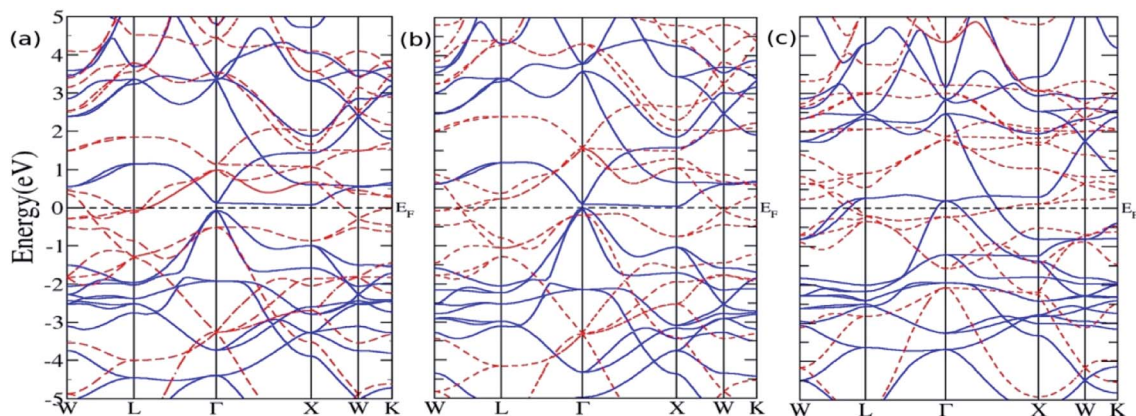 (a) (b) (c)
Energy(eV)
5
4
3
2
1
0
-1
-2
-3
-4
-5
E_F E_F E_F
W L Γ X W K W L Γ X W K W L Γ X W K